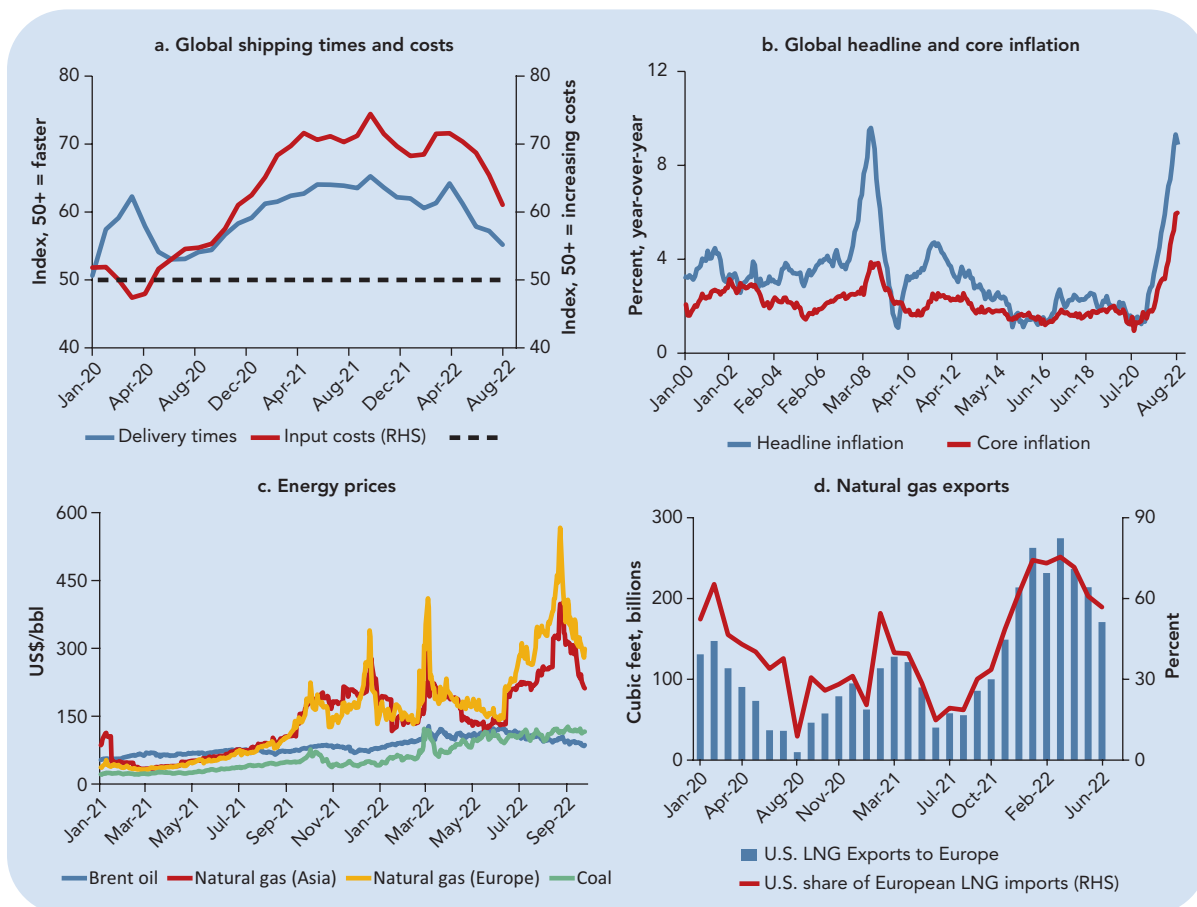 a. Global shipping times and costs
80
70
60
50
40
80
70
60
50
40
Index, 50+ = faster
Index, 50+ = increasing costs
Jan-20
Apr-20
Aug-20
Dec-20
Apr-21
Aug-21
Dec-21
Apr-22
Aug-22
Delivery times
Input costs (RHS)
b. Global headline and core inflation
12
8
4
0
Percent, year-over-year
Jan-00
Jan-02
Feb-04
Feb-06
Mar-08
Apr-10
Apr-12
May-14
Jun-16
Jun-18
Jul-20
Aug-22
Headline inflation
Core inflation
c. Energy prices
600
450
300
150
0
US$/bbl
Jan-21
Mar-21
May-21
Jul-21
Sep-21
Nov-21
Jan-22
Mar-22
May-22
Jul-22
Sep-22
Brent oil
Natural gas (Asia)
Natural gas (Europe)
Coal
d. Natural gas exports
300
200
100
0
90
60
30
0
Cubic feet, billions
Percent
Jan-20
Apr-20
Aug-20
Nov-20
Mar-21
Jul-21
Oct-21
Feb-22
Jun-22
U.S. LNG Exports to Europe
U.S. share of European LNG imports (RHS)